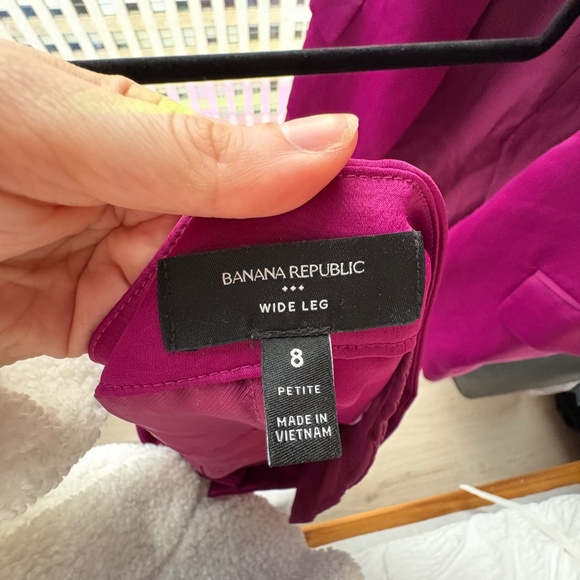 BANANA REPUBLIC
WIDE LEG
8
PETITE
MADE IN
VIETNAM